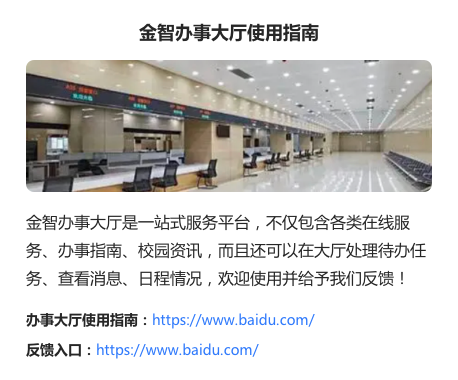 金智办事大厅使用指南
金智办事大厅是一站式服务平台，不仅包含各类在线服
务、办事指南、校园资讯，而且还可以在大厅处理待办任
务、查看消息、日程情况，欢迎使用并给予我们反馈！
办事大厅使用指南：https://www.baidu.com/
反馈入口：https://www.baidu.com/